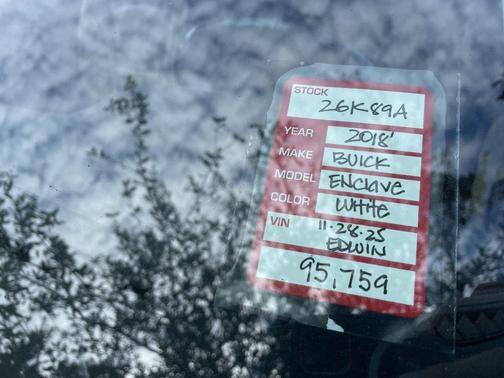 STOCK
26K89A
YEAR 2018'
MAKE BUICK
MODEL ENCLAVE
COLOR WHITE
VIN 11.28.25
EDWIN
95,759